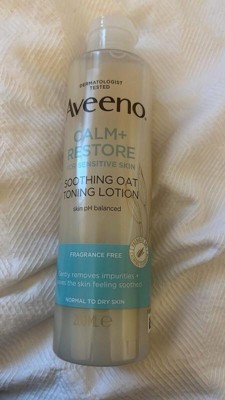 DERMATOLOGIST
TESTED
Aveeno
CALM+
RESTORE
SENSITIVE SKIN
SOOTHING OAT
TONING LOTION
skin pH balanced
FRAGRANCE FREE
removes impurities +
the skin feeling soothed
NORMAL TO DRY SKIN